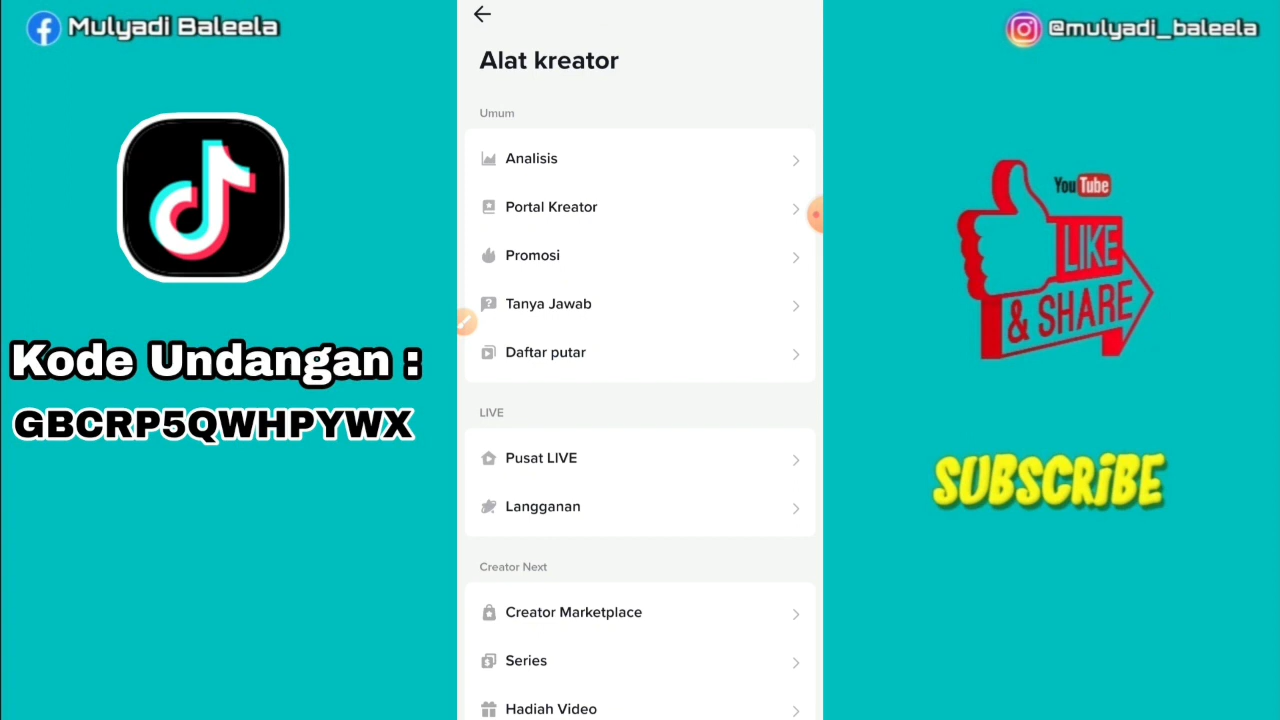 Mulyadi Baleela
Kode Undangan :
GBCRP5QWHPYWX
Alat kreator
Umum
Analisis
Portal Kreator
Promosi
Tanya Jawab
Daftar putar
LIVE
Pusat LIVE
Langganan
Creator Next
Creator Marketplace
Series
Hadiah Video
@mulyadi_baleela
YouTube
LIKE
& SHARE
SUBSCRiBE